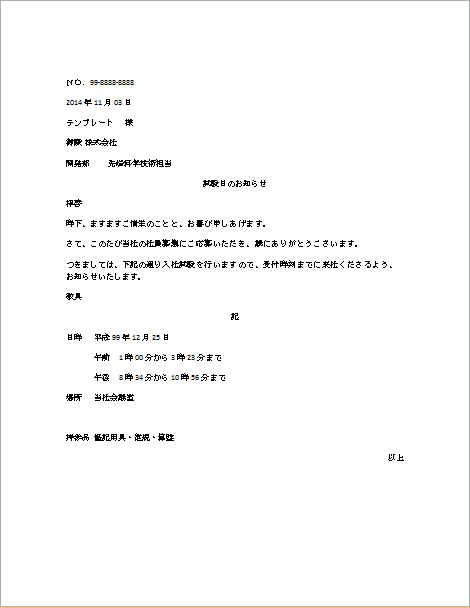 NO. 99-8888-8888
2014 年 11 月 03 日
テンプレート 様
御殿 株式会社
開発部 先端科学技術担当
試験日のお知らせ
拝啓
時下、ますますご清栄のことと、お喜び申しあげます。
さて、このたび当社の社員募集にご応募いただき、誠にありがとうございます。
つきましては、下記の通り入社試験を行いますので、受付時刻までに来社くださるよう、
お知らせいたします。
敬具
記
日時 平成 99 年 12 月 25 日
午前 1 時 00 分から 3 時 23 分まで
午後 8 時 34 分から 10 時 56 分まで
場所 当社会議室
持参品 筆記用具・定規・算盤
以上